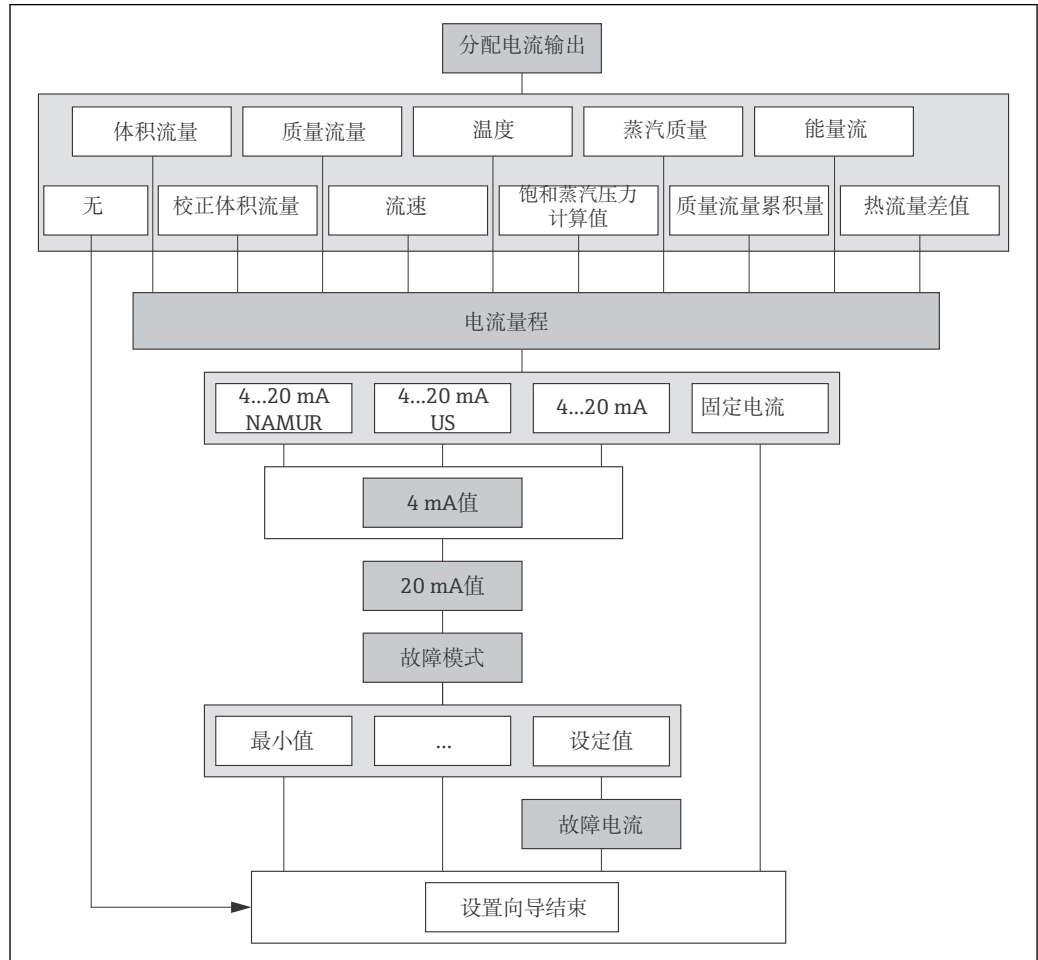 分配电流输出
体积流量
质量流量
温度
蒸汽质量
能量流
无
校正体积流量
流速
饱和蒸汽压力
计算值
质量流量累积量
热流量差值
电流量程
4...20 mA
NAMUR
4...20 mA
US
4...20 mA
固定电流
4 mA值
20 mA值
故障模式
最小值
...
设定值
故障电流
设置向导结束